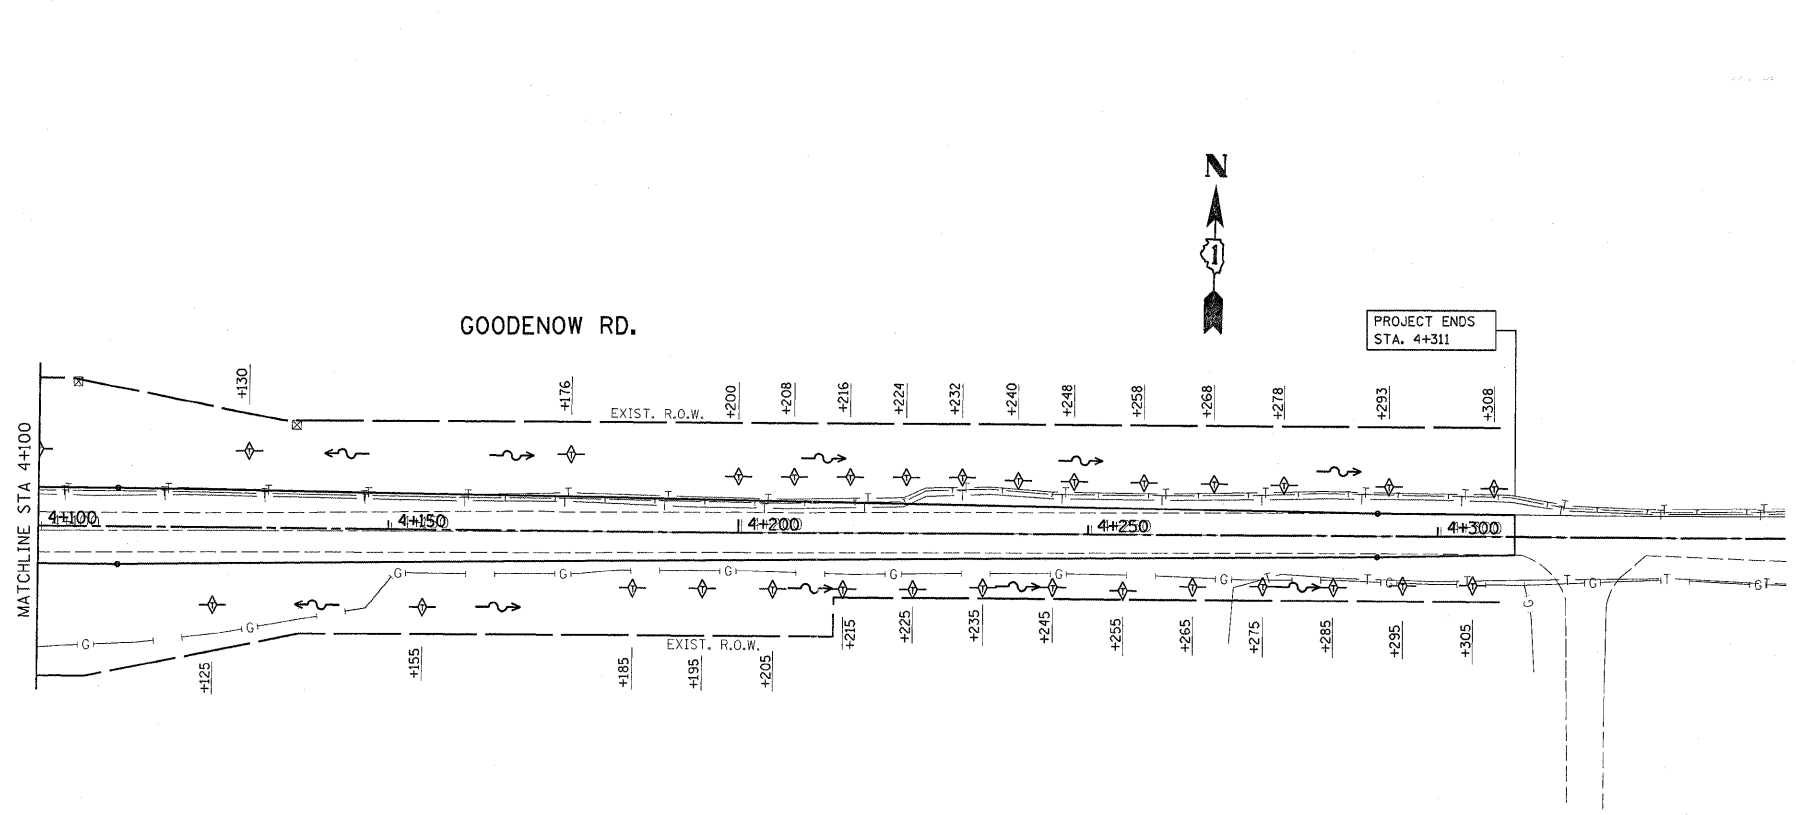 N
1
GOODENOW RD.
PROJECT ENDS
STA. 4+311
MATCHLINE STA 4+100
+130
+176
EXIST. R.O.W.
+200
+208
+216
+224
+232
+240
+248
+258
+268
+278
+293
+308
4+100
4+150
4+200
4+250
4+300
G
G
G
G
G
G
G
G
G
G
G
G
EXIST. R.O.W.
+125
+155
+185
+195
+205
+215
+225
+235
+245
+255
+265
+275
+285
+295
+305